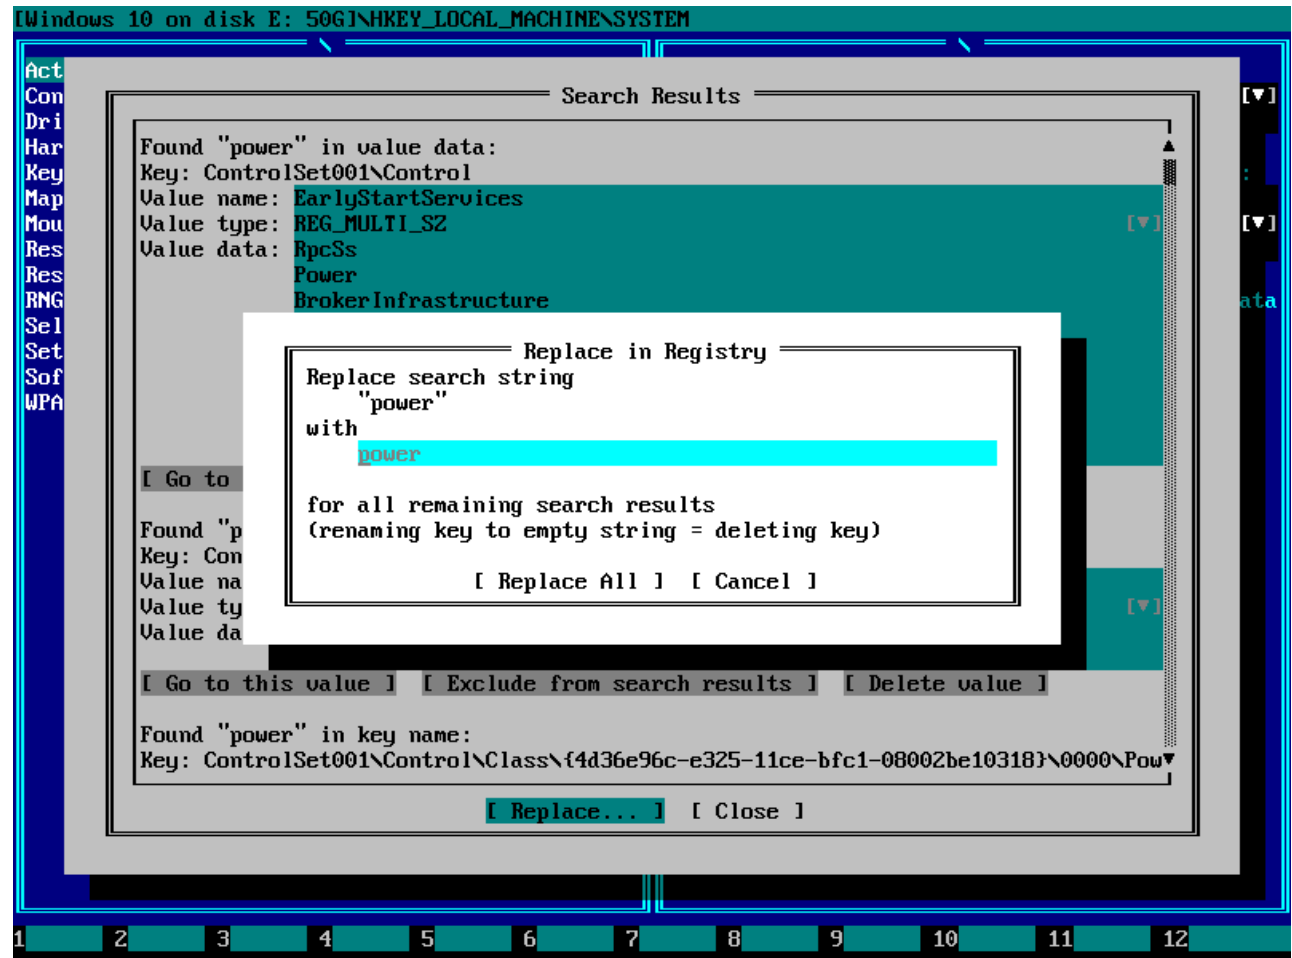 [Windows 10 on disk E: 50G]\HKEY_LOCAL_MACHINE\SYSTEM
Act
Con
Dri
Har
Key
Map
Mou
Res
Res
RNG
Sel
Set
Sof
WPA
Search Results
Found "power" in value data:
Key: ControlSet001\Control
Value name: EarlyStartServices
Value type: REG_MULTI_SZ [▼]
Value data: RpcSs
Power
BrokerInfrastructure
[▼]
:
[▼]
ata
Replace in Registry
Replace search string
"power"
with
power
for all remaining search results
(renaming key to empty string = deleting key)
[ Replace All ] [ Cancel ]
[ Go to
Found "p
Key: Con
Value na
Value ty [▼]
Value da
[ Go to this value ] [ Exclude from search results ] [ Delete value ]
Found "power" in key name:
Key: ControlSet001\Control\Class\{4d36e96c-e325-11ce-bfc1-08002be10318}\0000\Pow
[ Replace... ] [ Close ]
1 2 3 4 5 6 7 8 9 10 11 12